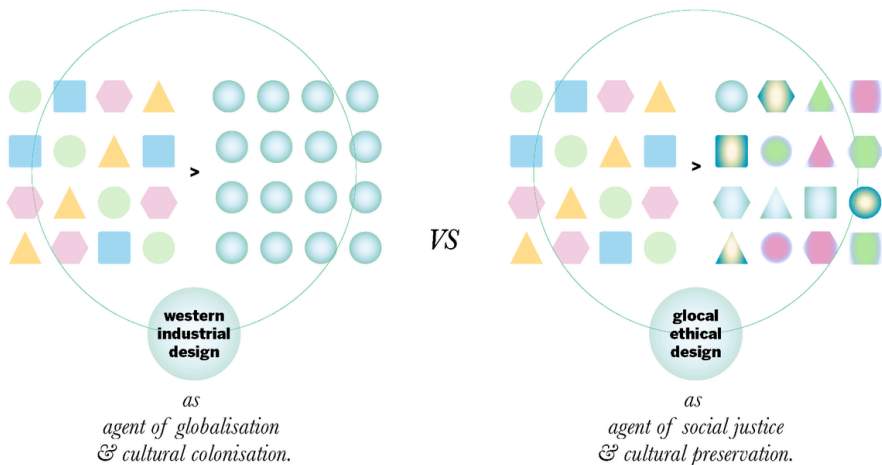 >
>
VS
western
industrial
design
glocal
ethical
design
as
agent of globalisation
& cultural colonisation.
as
agent of social justice
& cultural preservation.